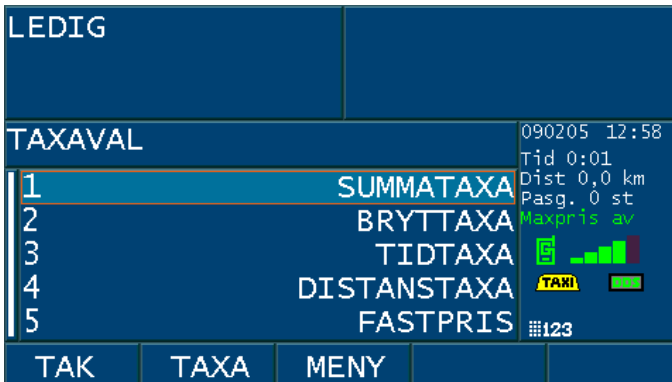 LEDIG
TAXAVAL
1 SUMMATAXA
2 BRYTTAXA
3 TIDTAXA
4 DISTANSTAXA
5 FASTPRIS
090205 12:58
Tid 0:01
Dist 0,0 km
Pasg. 0 st
Maxpris av
TAXI
123
TAK TAXA MENY